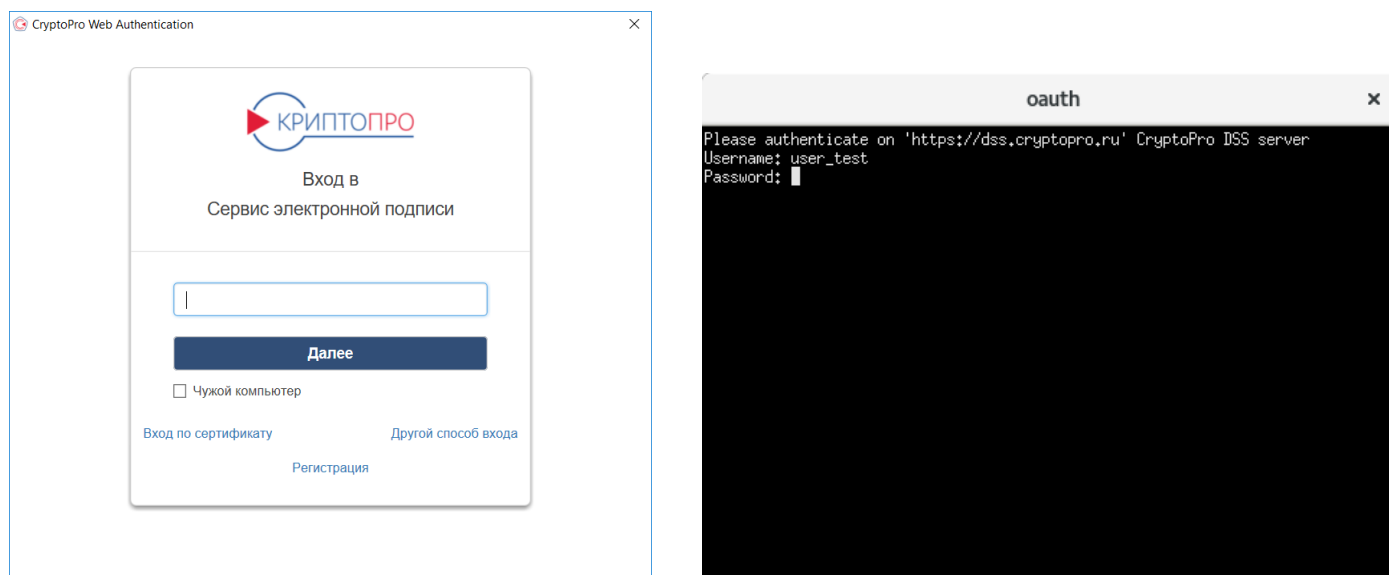 CryptoPro Web Authentication
КРИПТОПРО
Вход в
Сервис электронной подписи
Далее
Чужой компьютер
Вход по сертификату
Другой способ входа
Регистрация
oauth
Please authenticate on 'https://dss.cryptopro.ru' CryptoPro DSS server
Username: user_test
Password: